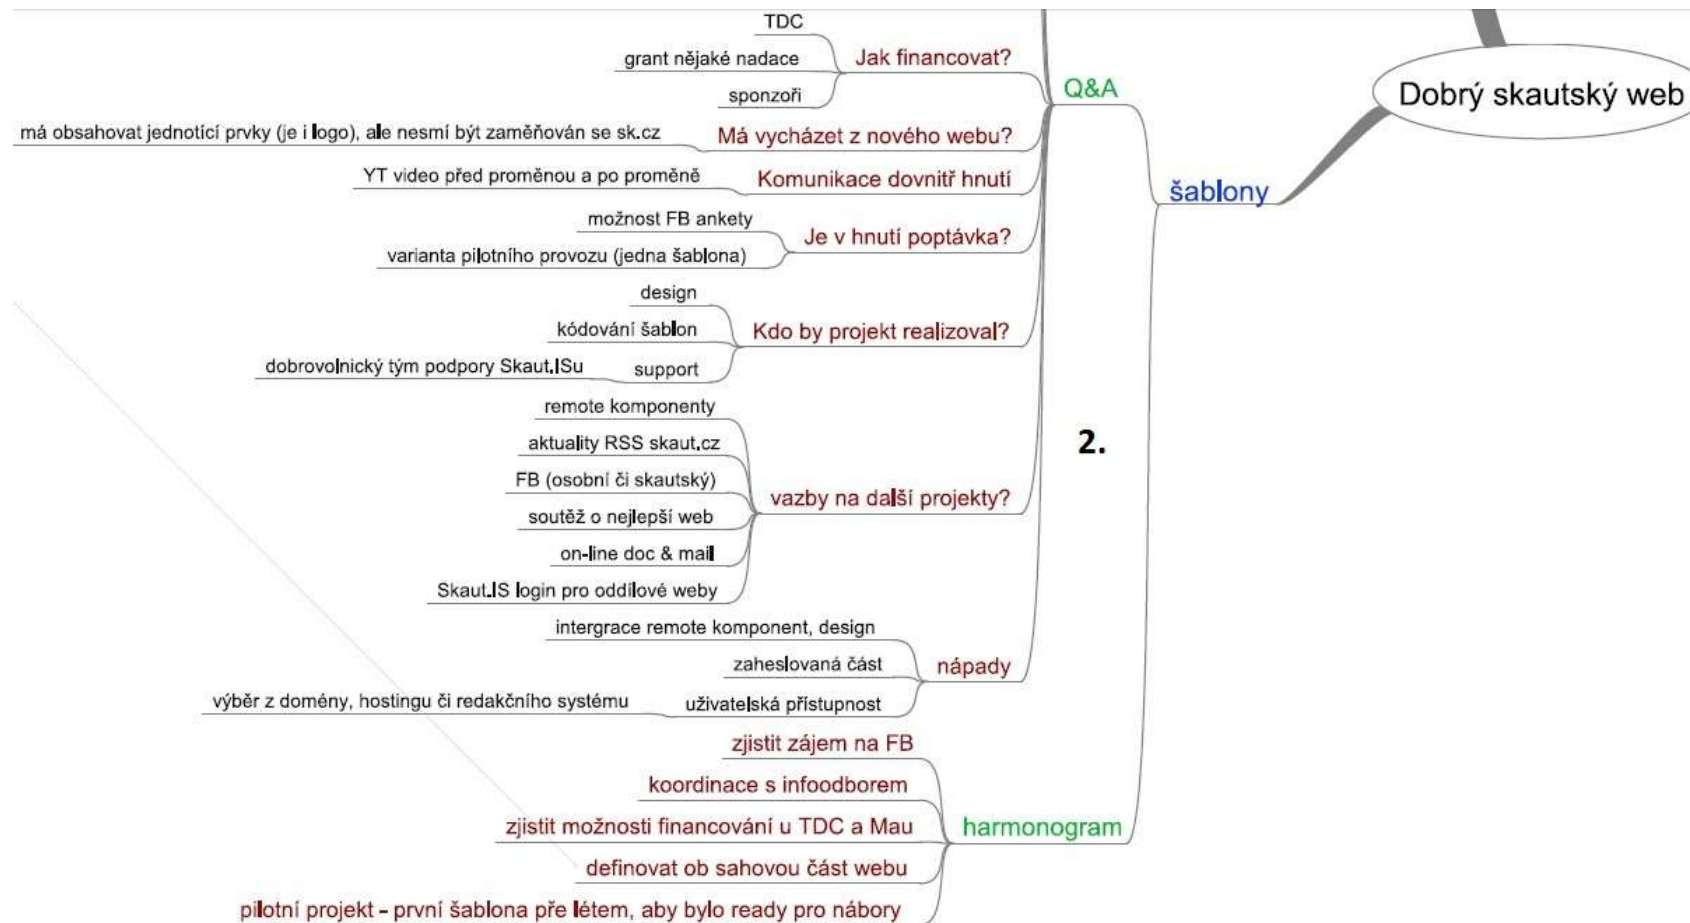 Dobrý skautský web
šablony
Q&A
Jak financovat?
TDC
grant nějaké nadace
sponzoři
Má vycházet z nového webu?
má obsahovat jednotící prvky (je i logo), ale nesmí být zaměňován se sk.cz
Komunikace dovnitř hnutí
YT video před proměnou a po proměně
Je v hnutí poptávka?
možnost FB ankety
varianta pilotního provozu (jedna šablona)
Kdo by projekt realizoval?
design
kódování šablon
support
dobrovolnický tým podpory Skaut.ISu
2.
vazby na další projekty?
remote komponenty
aktuality RSS skaut.cz
FB (osobní či skautský)
soutěž o nejlepší web
on-line doc & mail
Skaut.IS login pro oddílové weby
nápady
intergrace remote komponent, design
zaheslovaná část
uživatelská přístupnost
výběr z domény, hostingu či redakčního systému
harmonogram
zjistit zájem na FB
koordinace s infoodborem
zjistit možnosti financování u TDC a Mau
definovat ob sahovou část webu
pilotní projekt - první šablona pře létem, aby bylo ready pro nábory